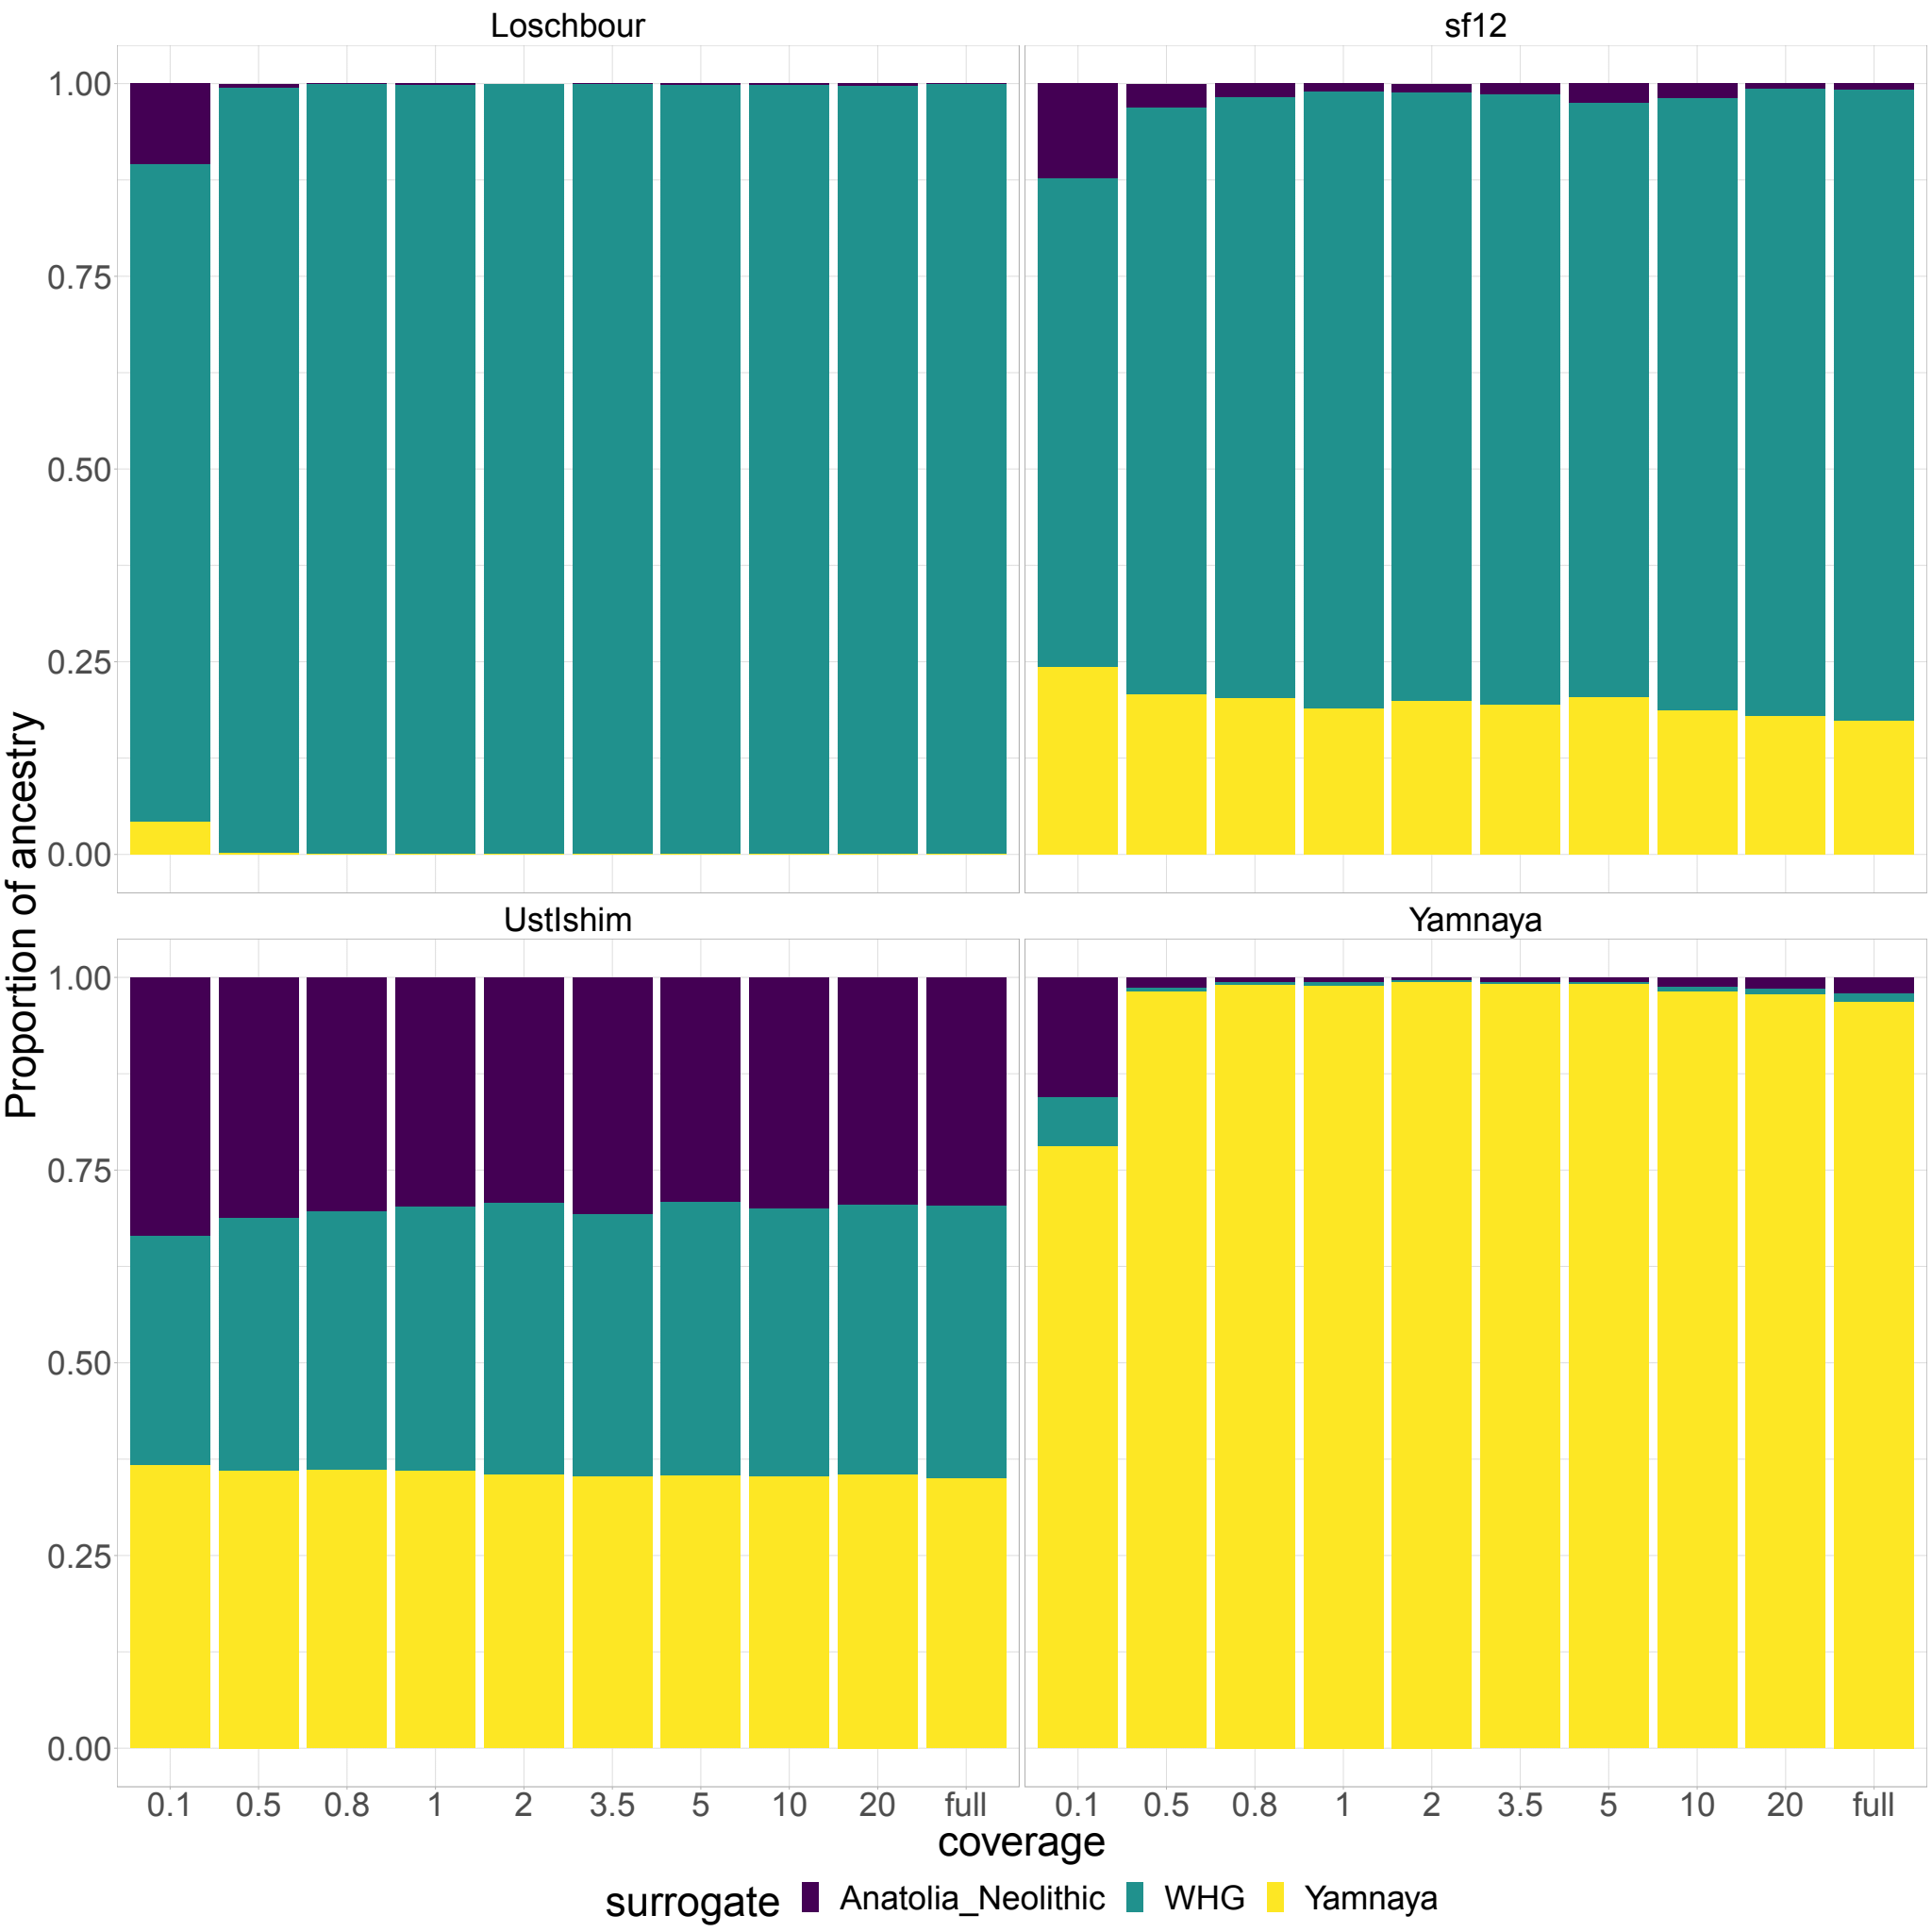 Loschbour sf12
1.00
0.75
0.50
0.25
0.00
Proportion of ancestry
UstIshim Yamnaya
1.00
0.75
0.50
0.25
0.00
0.1 0.5 0.8 1 2 3.5 5 10 20 full 0.1 0.5 0.8 1 2 3.5 5 10 20 full
coverage
surrogate Anatolia_Neolithic WHG Yamnaya